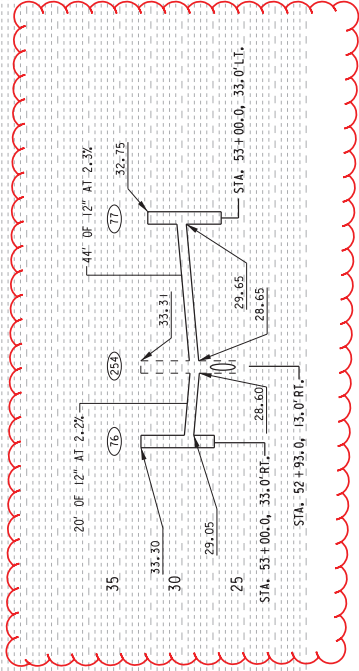 44' OF 12" AT 2.3%
20' OF 12" AT 2.2%
76
254
77
33.30
33.31
32.75
35
30
25
29.05
28.60
28.65
29.65
STA. 53+00.0, 33.0'RT.
STA. 52+93.0, 13.0'RT.
STA. 53+00.0, 33.0'LT.